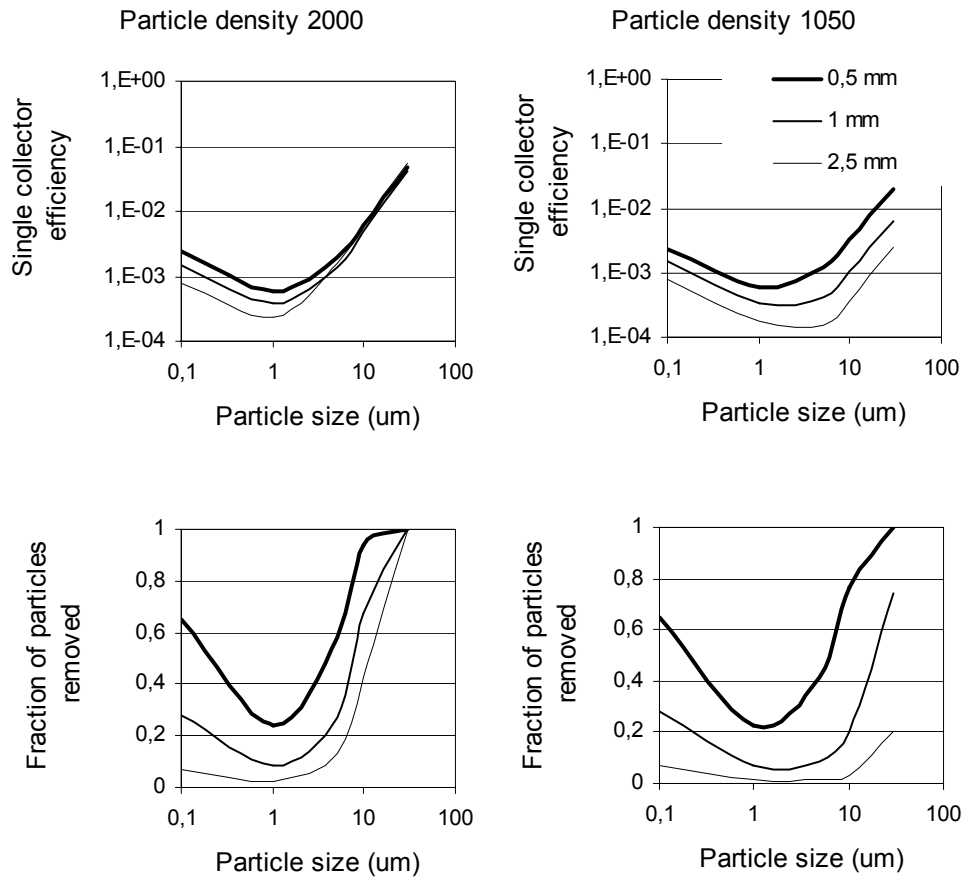 Particle density 2000
Particle density 1050
Single collector
efficiency
1,E+00
1,E-01
1,E-02
1,E-03
1,E-04
0,1 1 10 100
Particle size (um)
Single collector
efficiency
1,E+00
1,E-01
1,E-02
1,E-03
1,E-04
0,1 1 10 100
Particle size (um)
0,5 mm
1 mm
2,5 mm
Fraction of particles
removed
1
0,8
0,6
0,4
0,2
0
0,1 1 10 100
Particle size (um)
Fraction of particles
removed
1
0,8
0,6
0,4
0,2
0
0,1 1 10 100
Particle size (um)